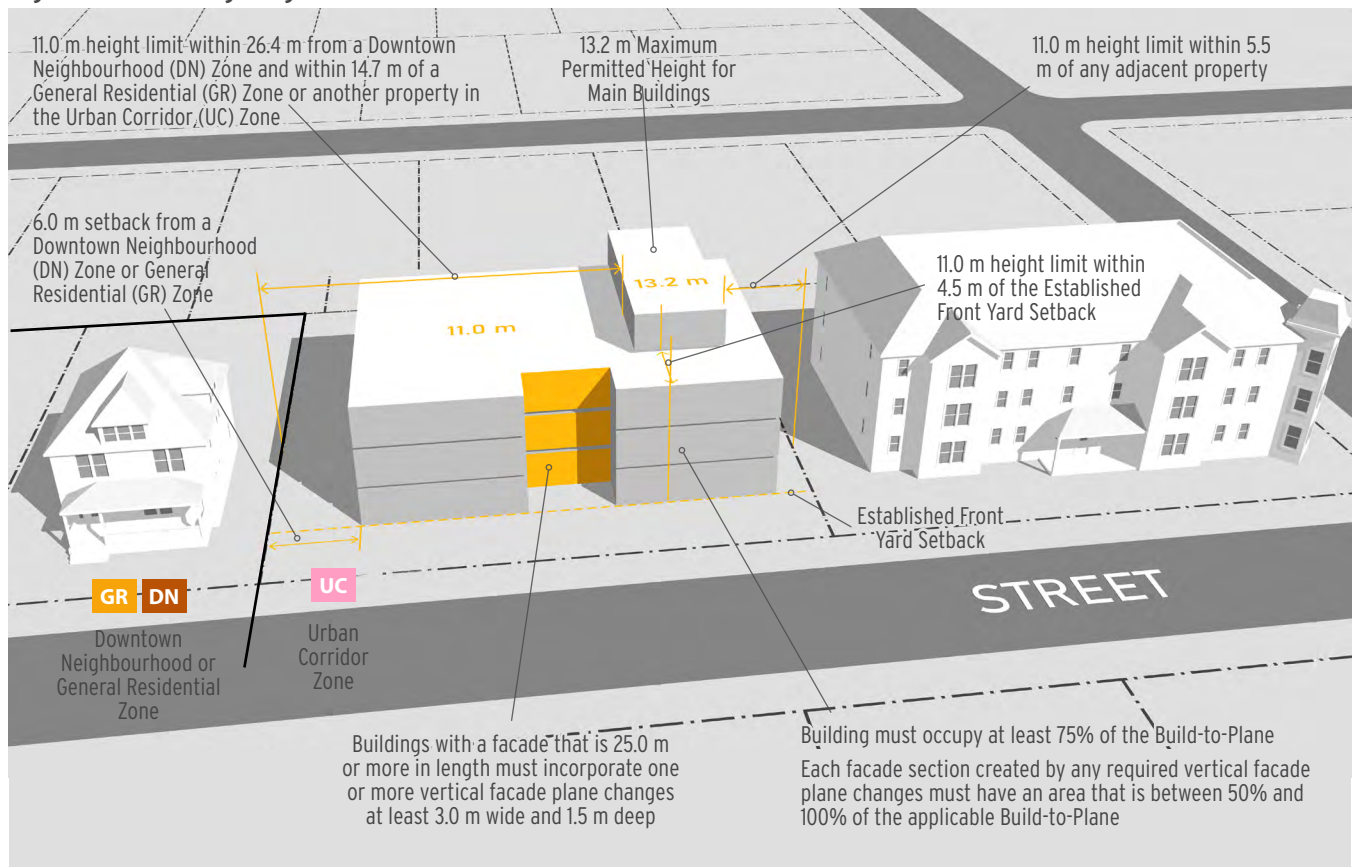 11.0 m height limit within 26.4 m from a Downtown
Neighbourhood (DN) Zone and within 14.7 m of a
General Residential (GR) Zone or another property in
the Urban Corridor (UC) Zone
13.2 m Maximum
Permitted Height for
Main Buildings
11.0 m height limit within 5.5
m of any adjacent property
6.0 m setback from a
Downtown Neighbourhood
(DN) Zone or General
Residential (GR) Zone
13.2 m
11.0 m height limit within
4.5 m of the Established
Front Yard Setback
11.0 m
Established Front
Yard Setback
GR DN
UC
STREET
Downtown
Neighbourhood or
General Residential
Zone
Urban
Corridor
Zone
Buildings with a facade that is 25.0 m
or more in length must incorporate one
or more vertical facade plane changes
at least 3.0 m wide and 1.5 m deep
Building must occupy at least 75% of the Build-to-Plane
Each facade section created by any required vertical facade
plane changes must have an area that is between 50% and
100% of the applicable Build-to-Plane